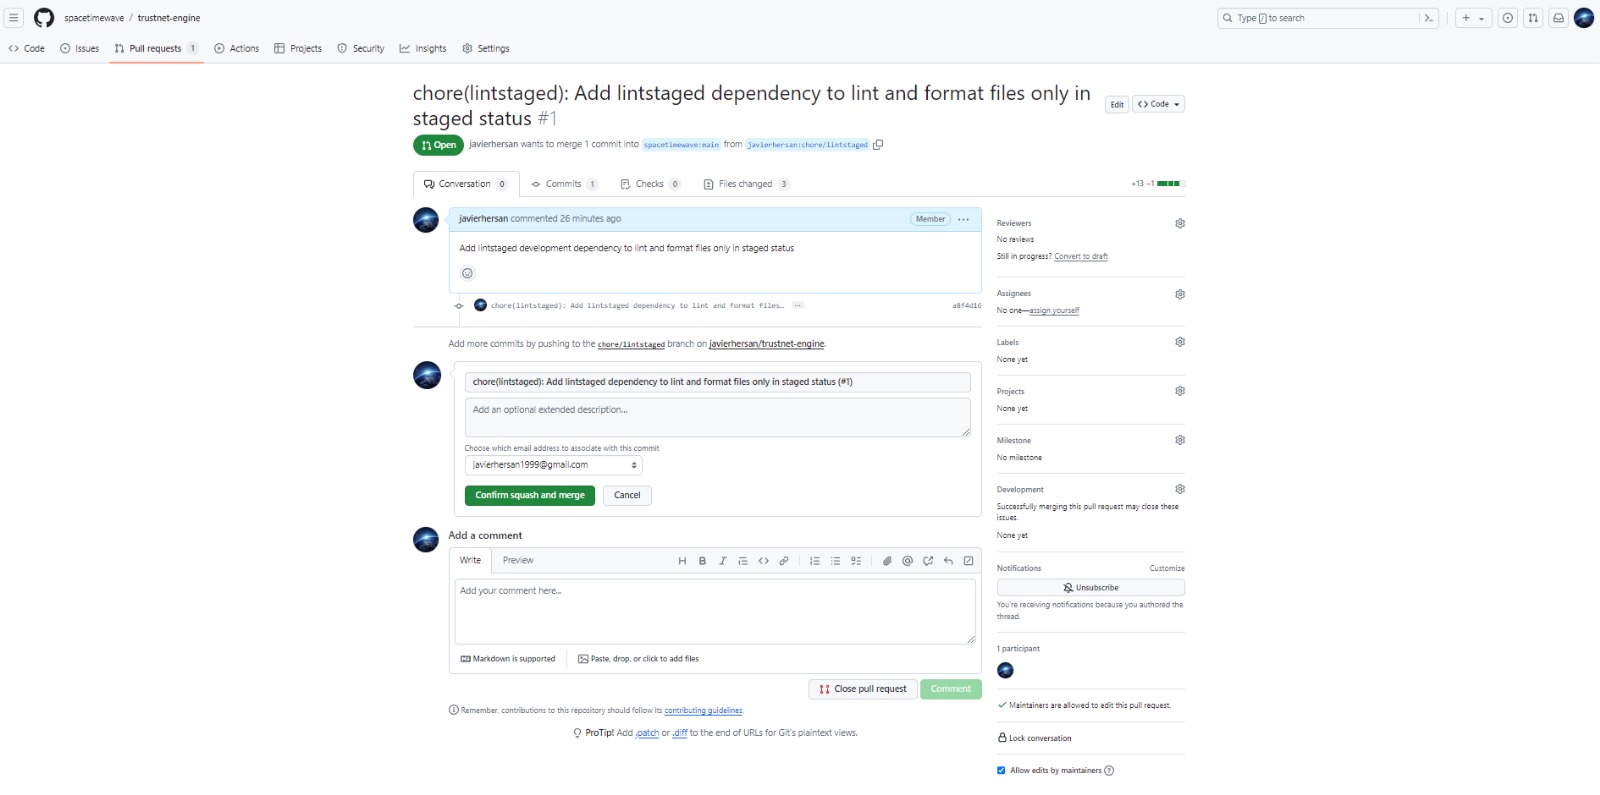 spacetimewave / trustnet-engine
Type / to search
Code
Issues
Pull requests 1
Actions
Projects
Security
Insights
Settings
chore(lintstaged): Add lintstaged dependency to lint and format files only in
staged status #1
Edit
<> Code
Open
javierhersan wants to merge 1 commit into spacetimewave:main from javierhersan:chore/lintstaged
Conversation 0
Commits 1
Checks 0
Files changed 3
+13 −1
javierhersan commented 26 minutes ago
Member
Add lintstaged development dependency to lint and format files only in staged status
chore(lintstaged): Add lintstaged dependency to lint and format files…
a8f4d16
Add more commits by pushing to the chore/lintstaged branch on javierhersan/trustnet-engine.
chore(lintstaged): Add lintstaged dependency to lint and format files only in staged status (#1)
Add an optional extended description...
Choose which email address to associate with this commit
javierhersan1999@gmail.com
Confirm squash and merge
Cancel
Add a comment
Write
Preview
Add your comment here...
Markdown is supported
Paste, drop, or click to add files
Close pull request
Comment
Remember, contributions to this repository should follow its contributing guidelines.
ProTip! Add .patch or .diff to the end of URLs for Git's plaintext views.
Reviewers
No reviews
Still in progress? Convert to draft
Assignees
No one—assign yourself
Labels
None yet
Projects
None yet
Milestone
No milestone
Development
Successfully merging this pull request may close these
issues.
None yet
Notifications
Customize
Unsubscribe
You're receiving notifications because you authored the
thread.
1 participant
Maintainers are allowed to edit this pull request.
Lock conversation
Allow edits by maintainers